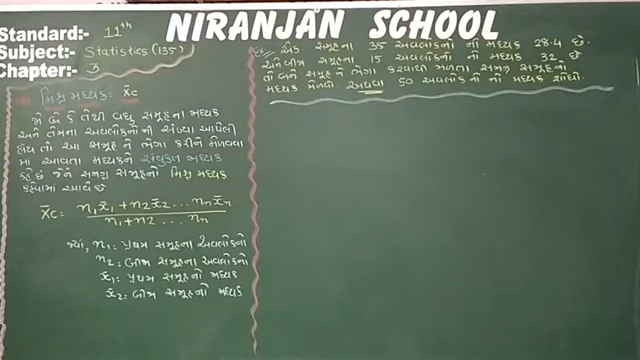 NIRANJAN SCHOOL
Standard:- 11th
Subject:- Statistics (135)
Chapter:- 3
મિશ્ર મધ્યક: x̄c
જો બે કે તેથી વધુ સમૂહના મધ્યક
અને તેમના અવલોકનોની સંખ્યા આપેલી
હોય તો આ સમૂહ ને ભેગા કરીને મેળવવા
માં આવતા મધ્યકને સંયુક્ત મધ્યક
કહે છે જેને સમગ્ર સમૂહનો મિશ્ર મધ્યક
કહેવામાં આવે છે
x̄c = n₁x̄₁ + n₂x̄₂ ... nₙx̄ₙ / n₁ + n₂ ... nₙ
જ્યાં, n₁ : પ્રથમ સમૂહના અવલોકનો
n₂ : બીજા સમૂહના અવલોકનો
x̄₁ : પ્રથમ સમૂહનો મધ્યક
x̄₂ : બીજા સમૂહનો મધ્યક
એક સમૂહના 35 અવલોકનો નો મધ્યક 28.4 છે.
અને બીજા સમૂહના 15 અવલોકનો નો મધ્યક 32 છે
તો બંને સમૂહને ભેગા કરવાથી મળતા સમગ્ર સમૂહનો
મધ્યક મેળવો. અથવા 50 અવલોકનો નો મધ્યક શોધો.